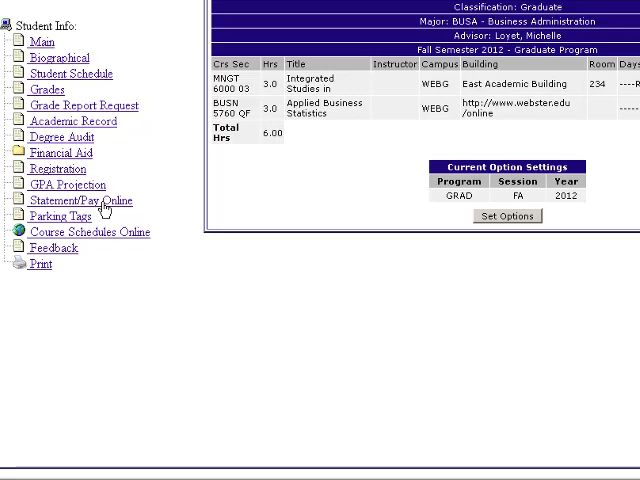 Student Info:
Main
Biographical
Student Schedule
Grades
Grade Report Request
Academic Record
Degree Audit
Financial Aid
Registration
GPA Projection
Statement/Pay Online
Parking Tags
Course Schedules Online
Feedback
Print
Classification: Graduate
Major: BUSA - Business Administration
Advisor: Loyet, Michelle
Fall Semester 2012 - Graduate Program
Crs Sec Hrs Title Instructor Campus Building Room Days
MNGT 6000 03 3.0 Integrated Studies in WEBG East Academic Building 234 ----R
BUSN 5760 QF 3.0 Applied Business Statistics WEBG http://www.webster.edu/online -----
Total Hrs 6.00
Current Option Settings
Program Session Year
GRAD FA 2012
Set Options